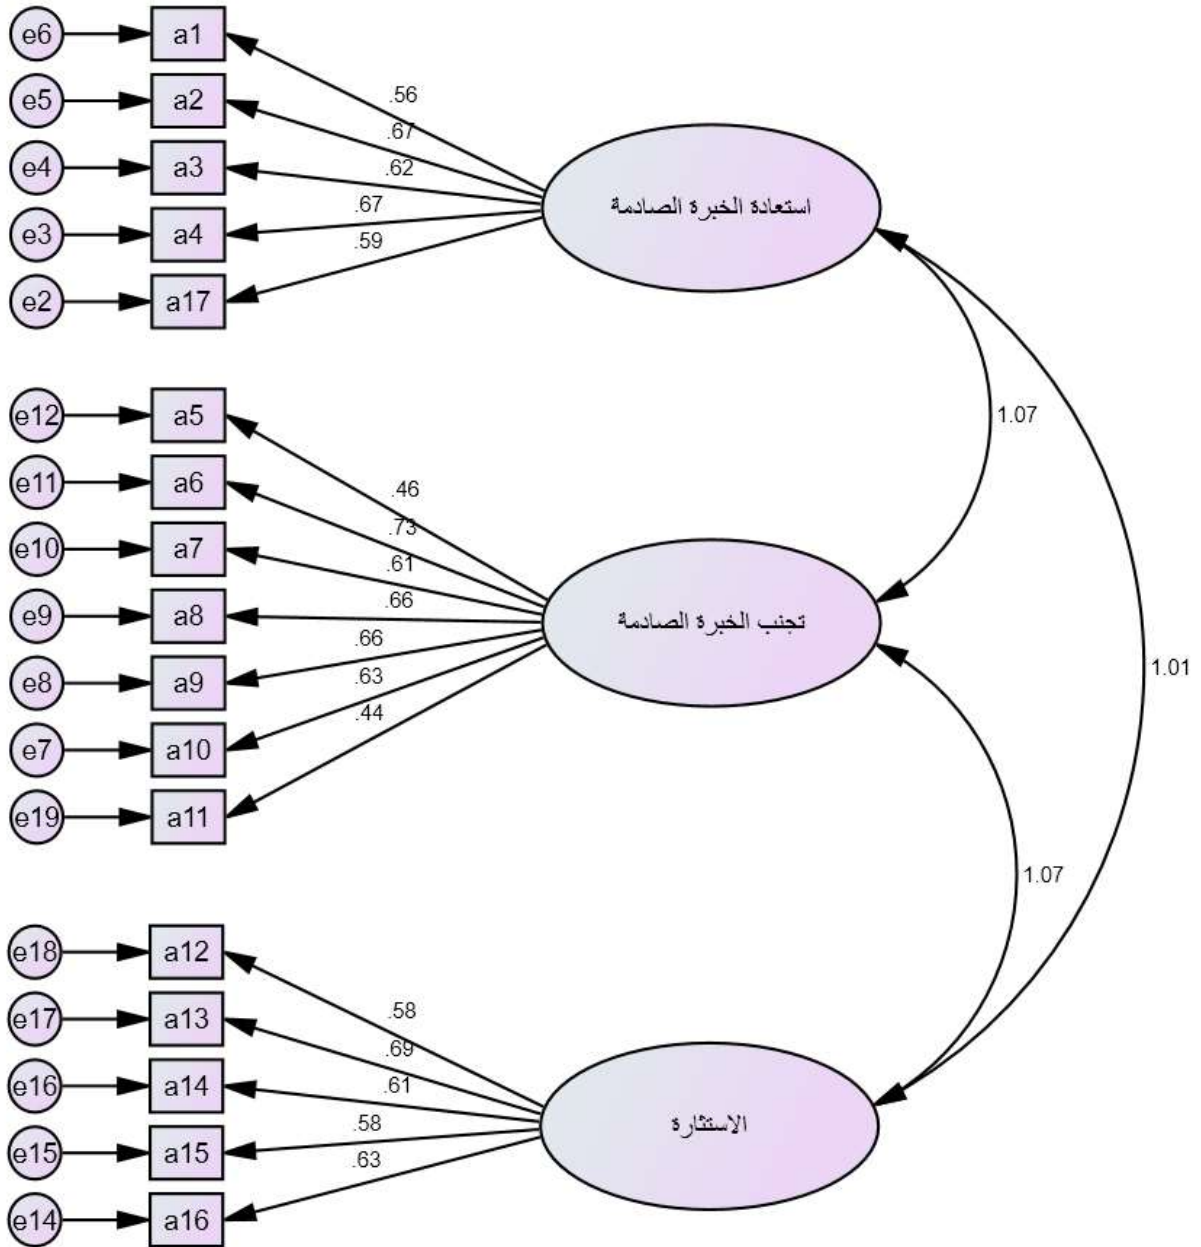 e6 a1
e5 a2
e4 a3
e3 a4
e2 a17
.56
.67
.62
.67
.59
استعادة الخبرة الصادمة
1.07
e12 a5
e11 a6
e10 a7
e9 a8
e8 a9
e7 a10
e19 a11
.46
.73
.61
.66
.66
.63
.44
تجنب الخبرة الصادمة
1.01
1.07
e18 a12
e17 a13
e16 a14
e15 a15
e14 a16
.58
.69
.61
.58
.63
الاستثارة